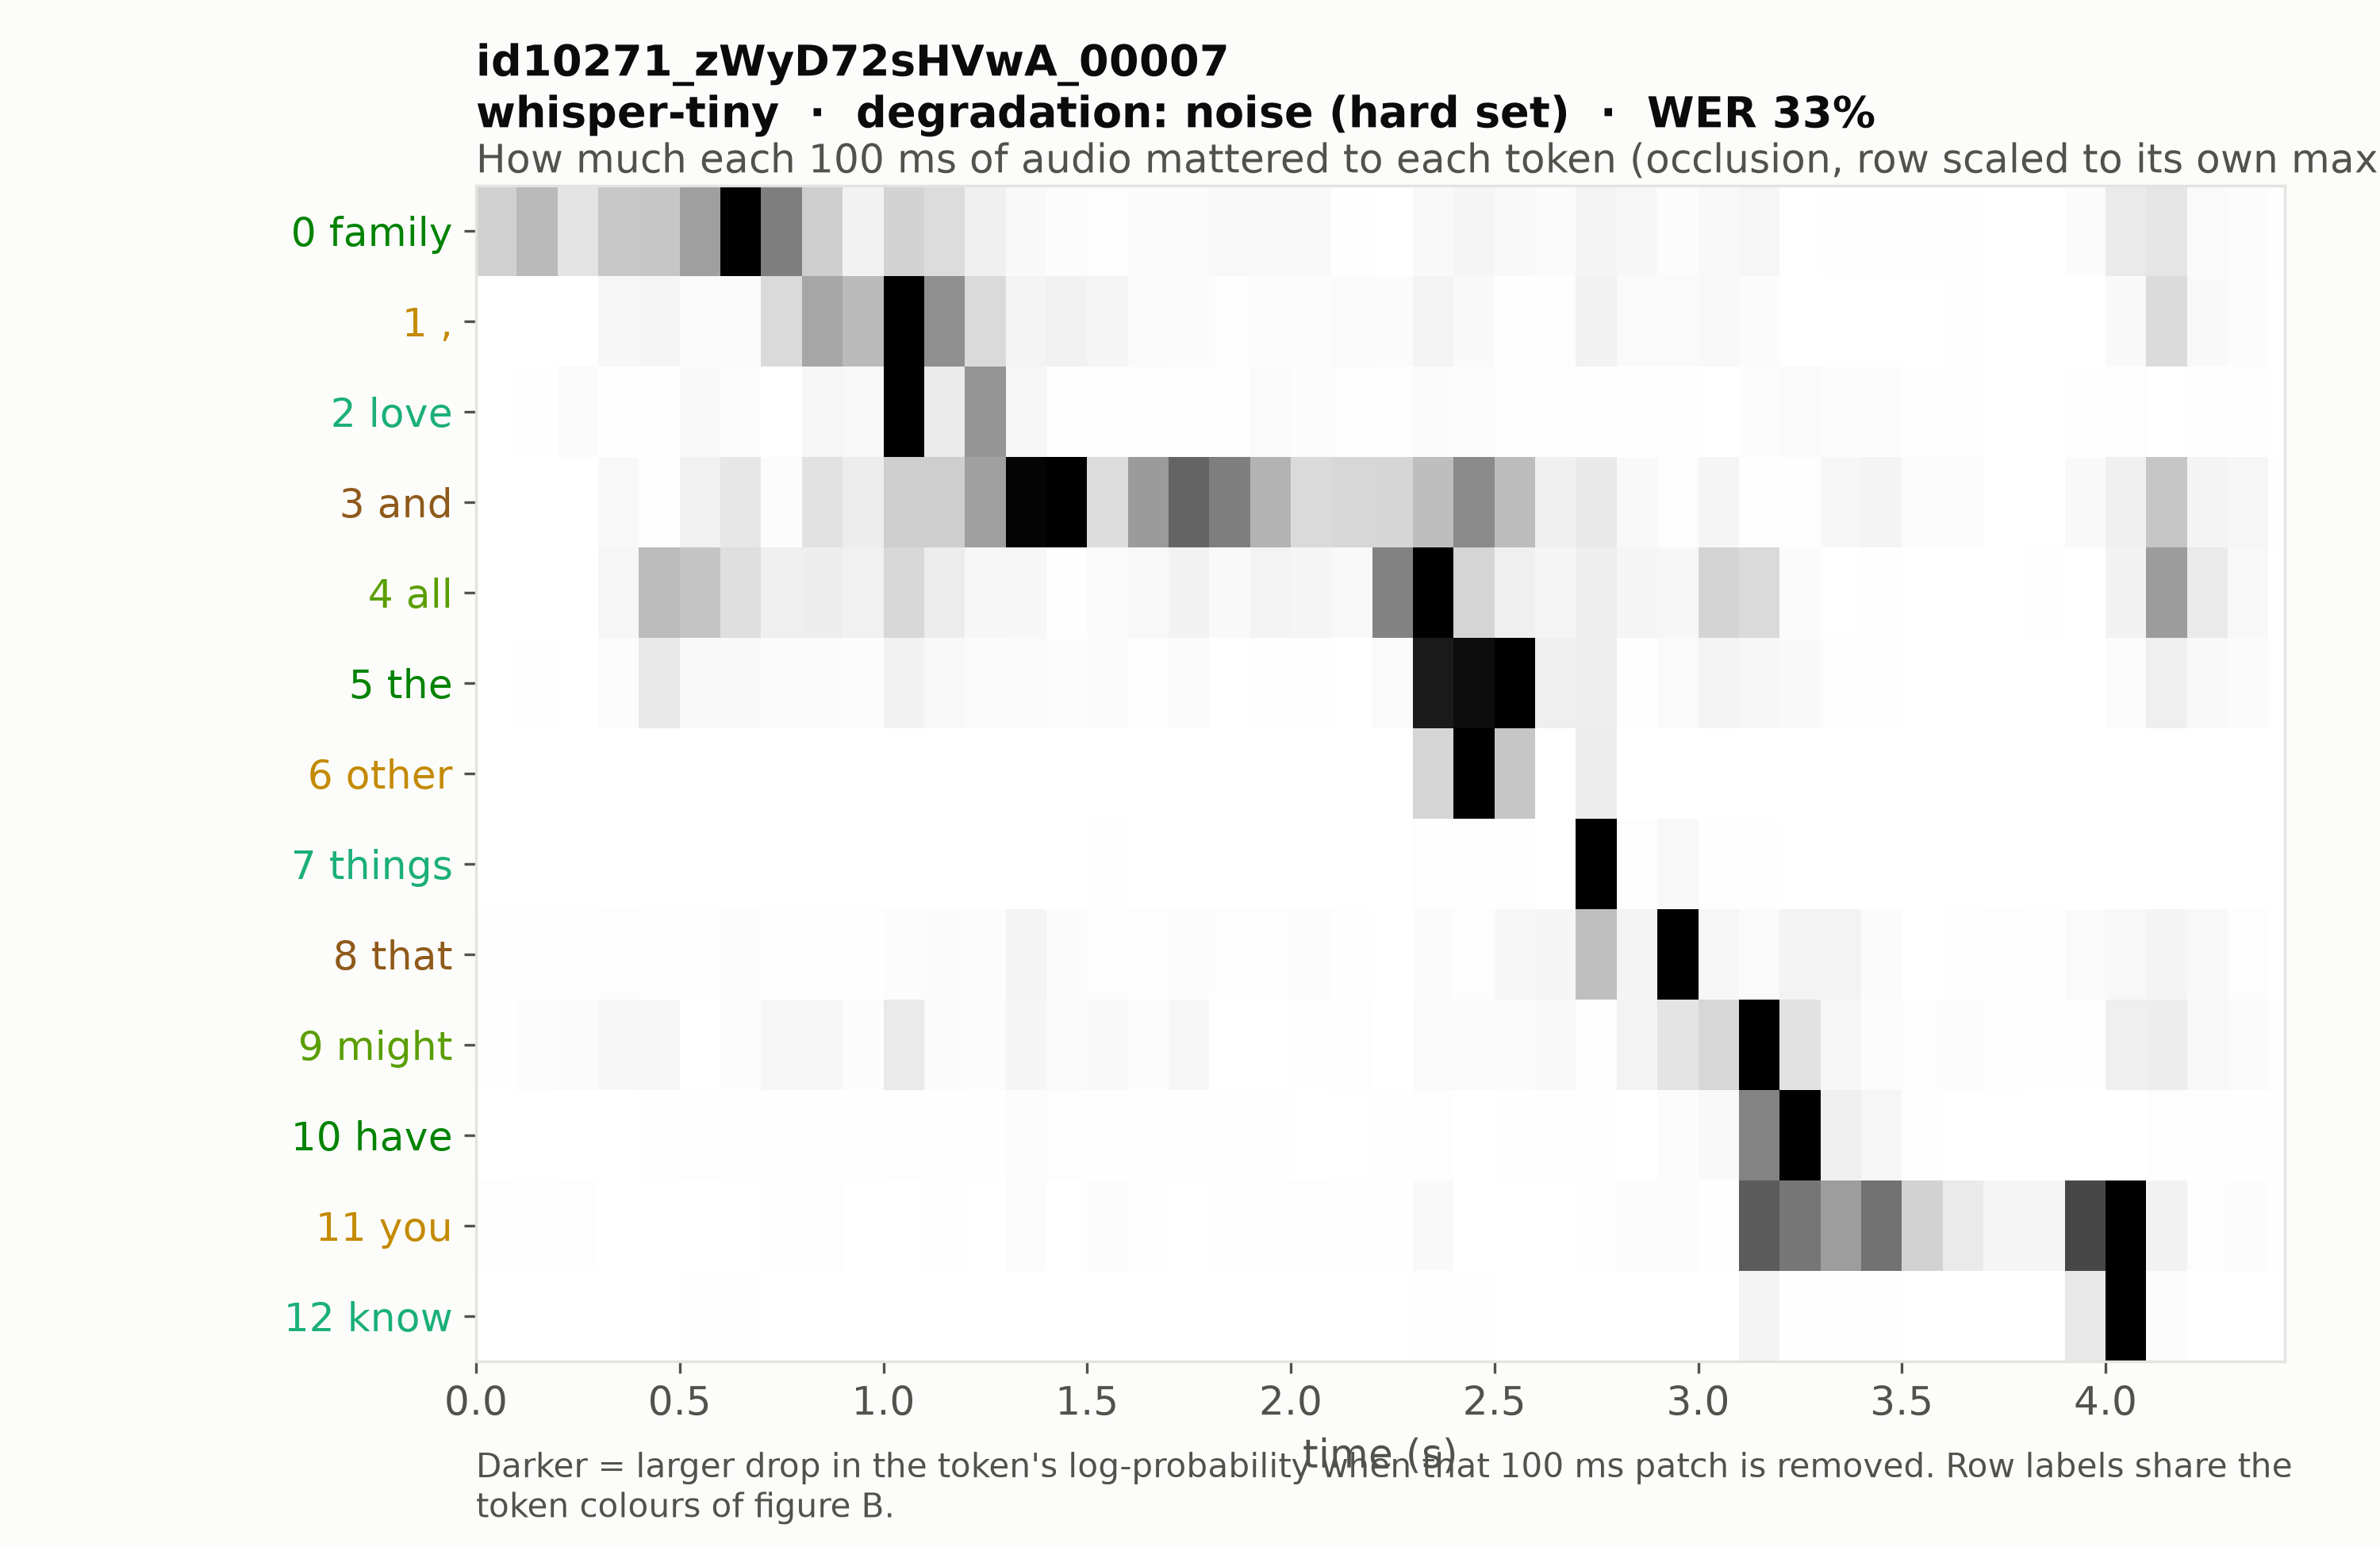 id10271_zWyD72sHVwA_00007
whisper-tiny · degradation: noise (hard set) · WER 33%
How much each 100 ms of audio mattered to each token (occlusion, row scaled to its own max
0 family
1 ,
2 love
3 and
4 all
5 the
6 other
7 things
8 that
9 might
10 have
11 you
12 know
0.0 0.5 1.0 1.5 2.0 2.5 3.0 3.5 4.0
time (s)
Darker = larger drop in the token's log-probability when that 100 ms patch is removed. Row labels share the
token colours of figure B.